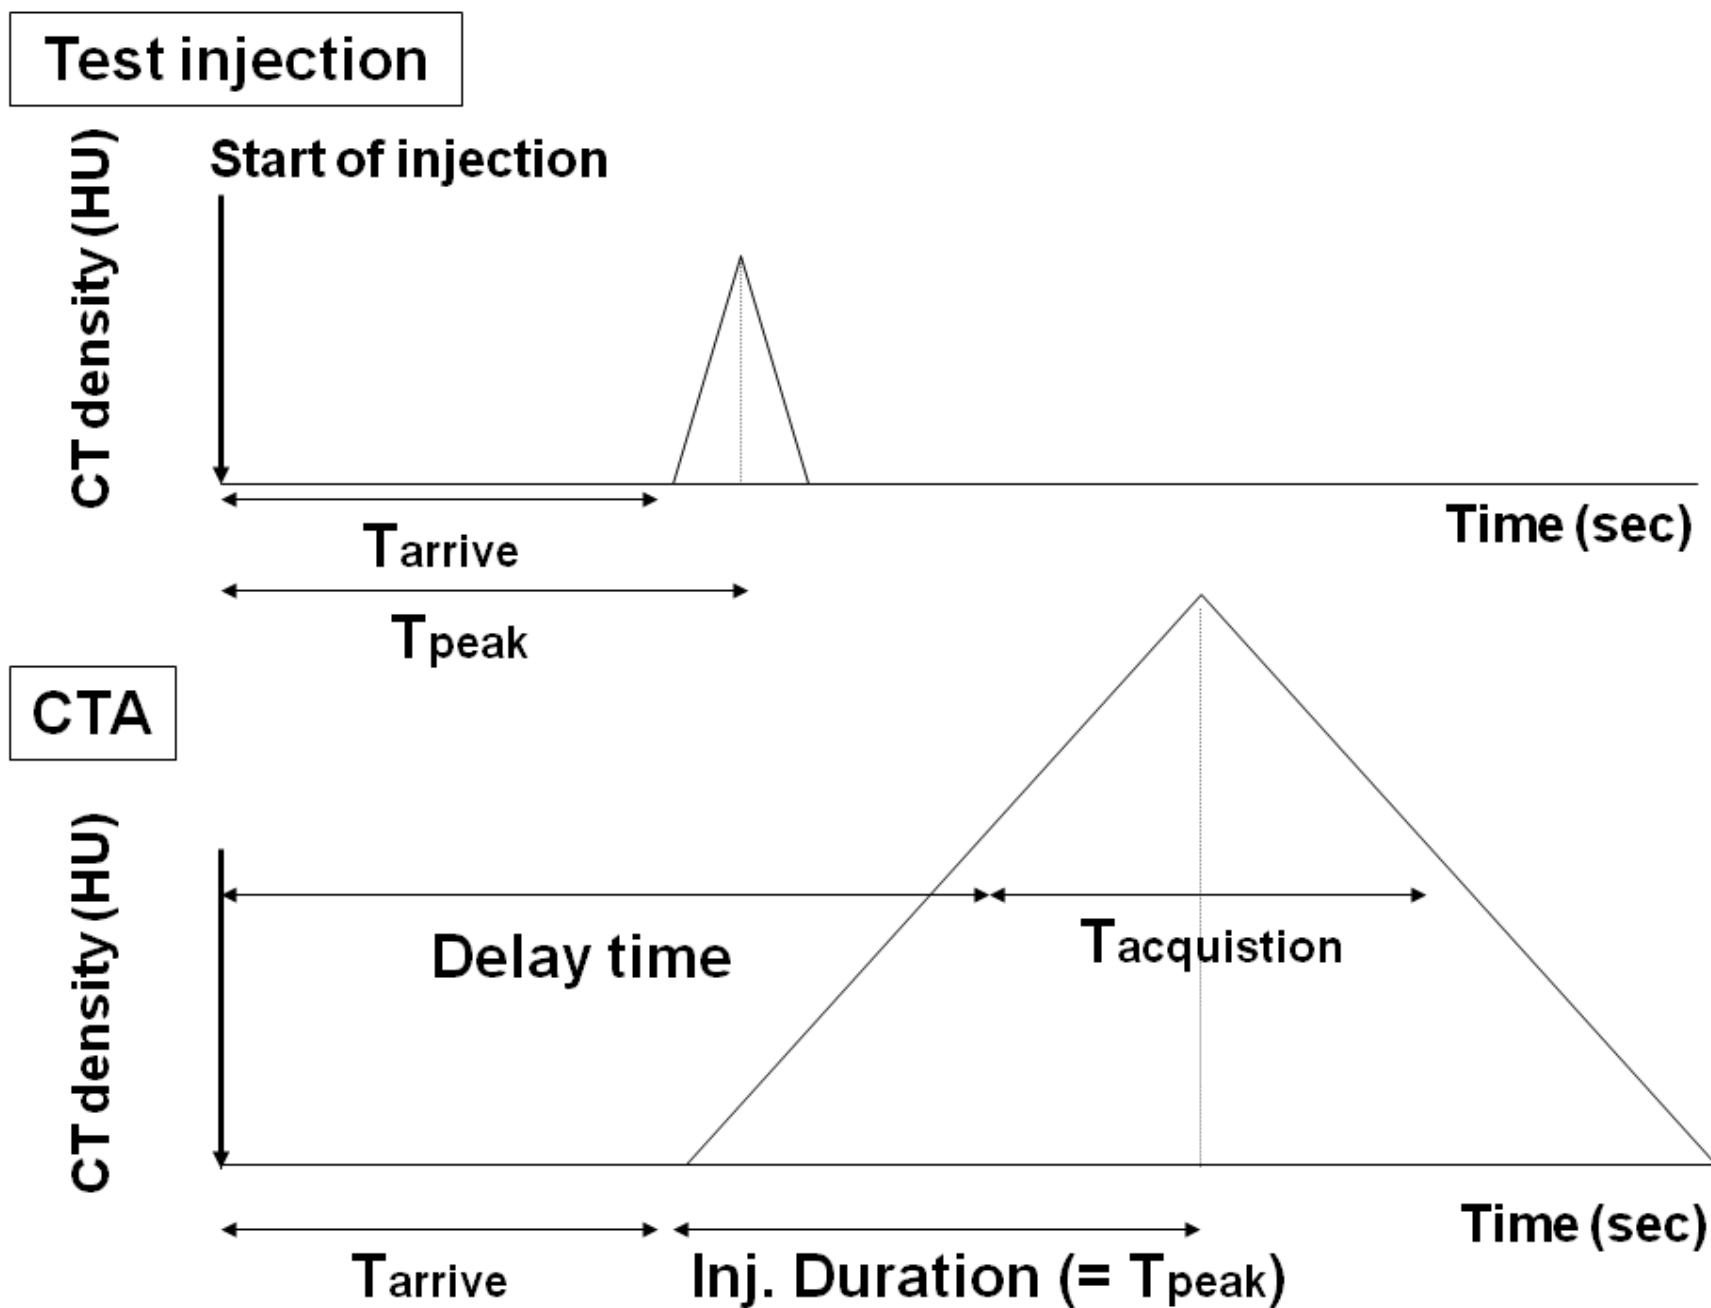 Test injection
CT density (HU)
Start of injection
Time (sec)
Tarrive
Tpeak
CTA
CT density (HU)
Delay time
Tacquistion
Time (sec)
Tarrive
Inj. Duration (= Tpeak)